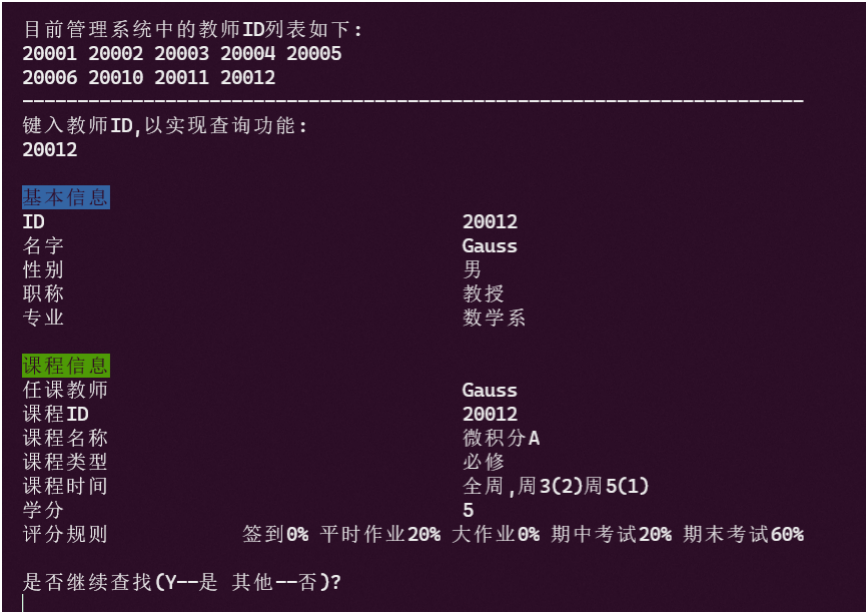 目前管理系统中的教师ID列表如下:
20001 20002 20003 20004 20005
20006 20010 20011 20012
-----------------------------------------------------------------------
键入教师ID,以实现查询功能:
20012
基本信息
ID 20012
名字 Gauss
性别 男
职称 教授
专业 数学系
课程信息
任课教师 Gauss
课程ID 20012
课程名称 微积分A
课程类型 必修
课程时间 全周,周3(2)周5(1)
学分 5
评分规则 签到0% 平时作业20% 大作业0% 期中考试20% 期末考试60%
是否继续查找(Y--是 其他--否)?